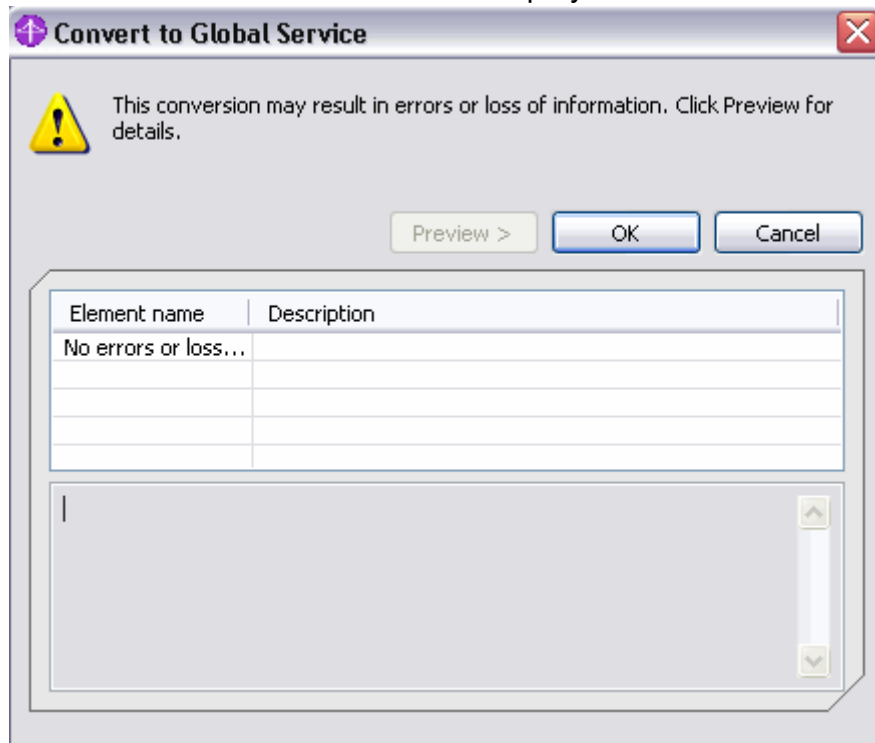 Convert to Global Service
This conversion may result in errors or loss of information. Click Preview for
details.
Preview > OK Cancel
Element name Description
No errors or loss...